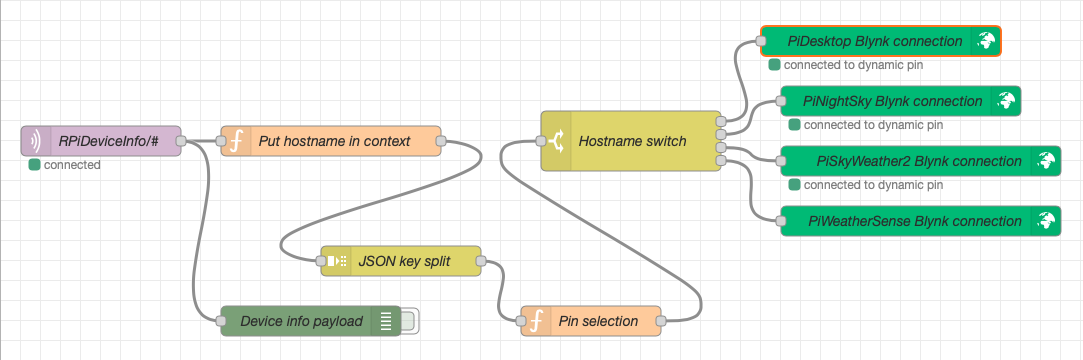 PiDesktop Blynk connection
connected to dynamic pin
PiNightSky Blynk connection
connected to dynamic pin
RPiDeviceInfo/#
connected
Put hostname in context
Hostname switch
PiSkyWeather2 Blynk connection
connected to dynamic pin
PiWeatherSense Blynk connection
JSON key split
Device info payload
Pin selection